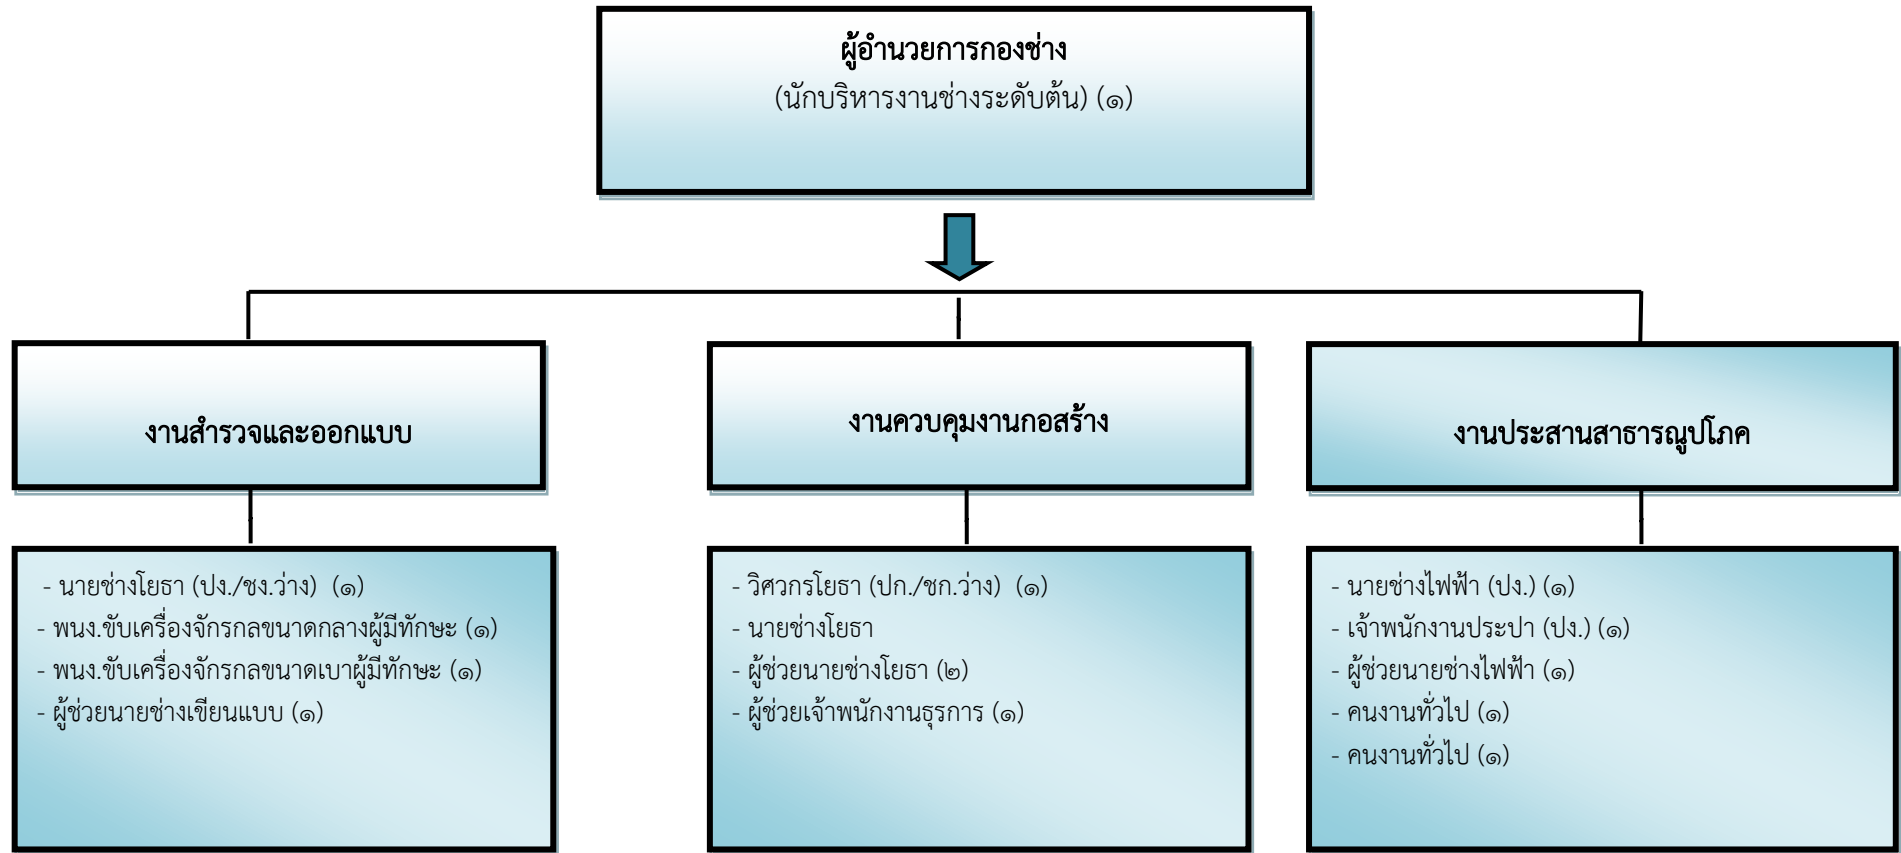 ผู้อำนวยการกองช่าง
(นักบริหารงานช่างระดับต้น) (๑)
งานสำรวจและออกแบบ
งานควบคุมงานกอสร้าง
งานประสานสาธารณูปโภค
- นายช่างโยธา (ปง./ชง.ว่าง) (๑)
- พนง.ขับเครื่องจักรกลขนาดกลางผู้มีทักษะ (๑)
- พนง.ขับเครื่องจักรกลขนาดเบาผู้มีทักษะ (๑)
- ผู้ช่วยนายช่างเขียนแบบ (๑)
- วิศวกรโยธา (ปก./ชก.ว่าง) (๑)
- นายช่างโยธา
- ผู้ช่วยนายช่างโยธา (๒)
- ผู้ช่วยเจ้าพนักงานธุรการ (๑)
- นายช่างไฟฟ้า (ปง.) (๑)
- เจ้าพนักงานประปา (ปง.) (๑)
- ผู้ช่วยนายช่างไฟฟ้า (๑)
- คนงานทั่วไป (๑)
- คนงานทั่วไป (๑)